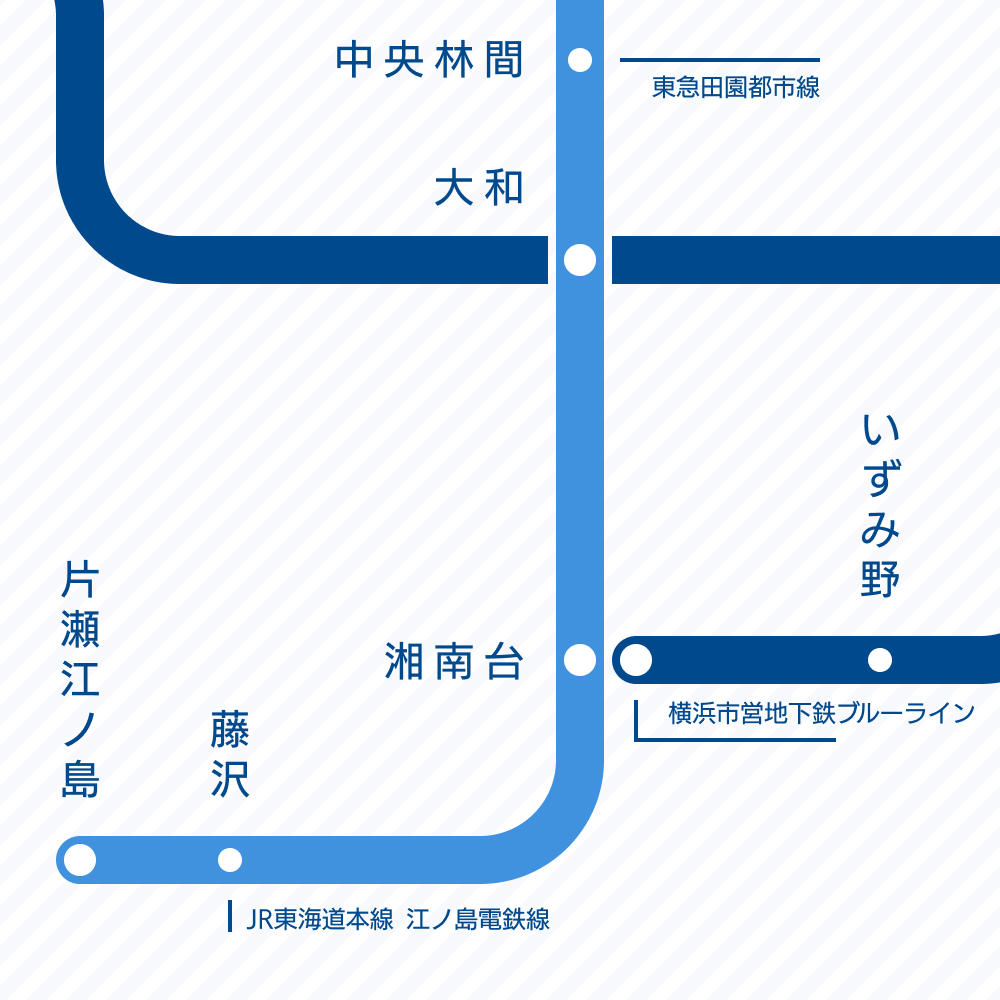 中央林間
東急田園都市線
大和
いずみ野
片瀬江ノ島
湘南台
藤沢
横浜市営地下鉄ブルーライン
JR東海道本線 江ノ島電鉄線